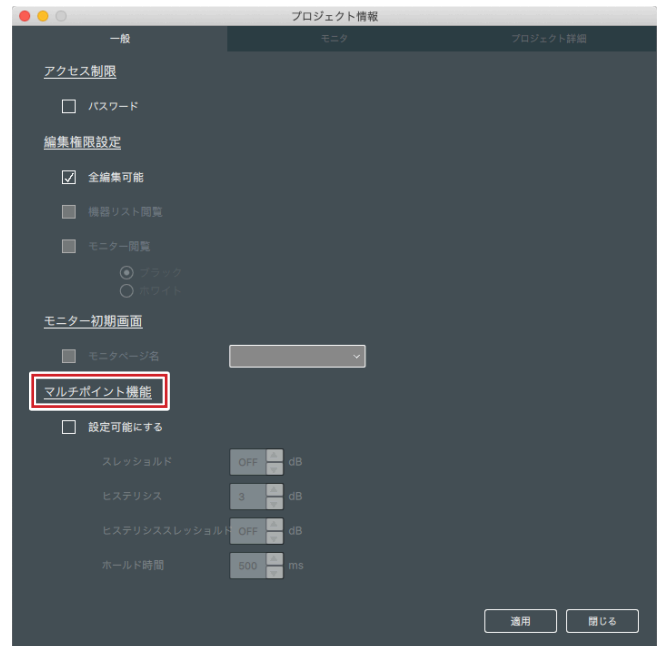 プロジェクト情報
一般 モニタ プロジェクト詳細
アクセス制限
パスワード
編集権限設定
全編集可能
機器リスト閲覧
モニター閲覧
ブラック
ホワイト
モニター初期画面
モニタページ名
マルチポイント機能
設定可能にする
スレッショルド OFF dB
ヒステリシス 3 dB
ヒステリシススレッショルド OFF dB
ホールド時間 500 ms
適用 閉じる